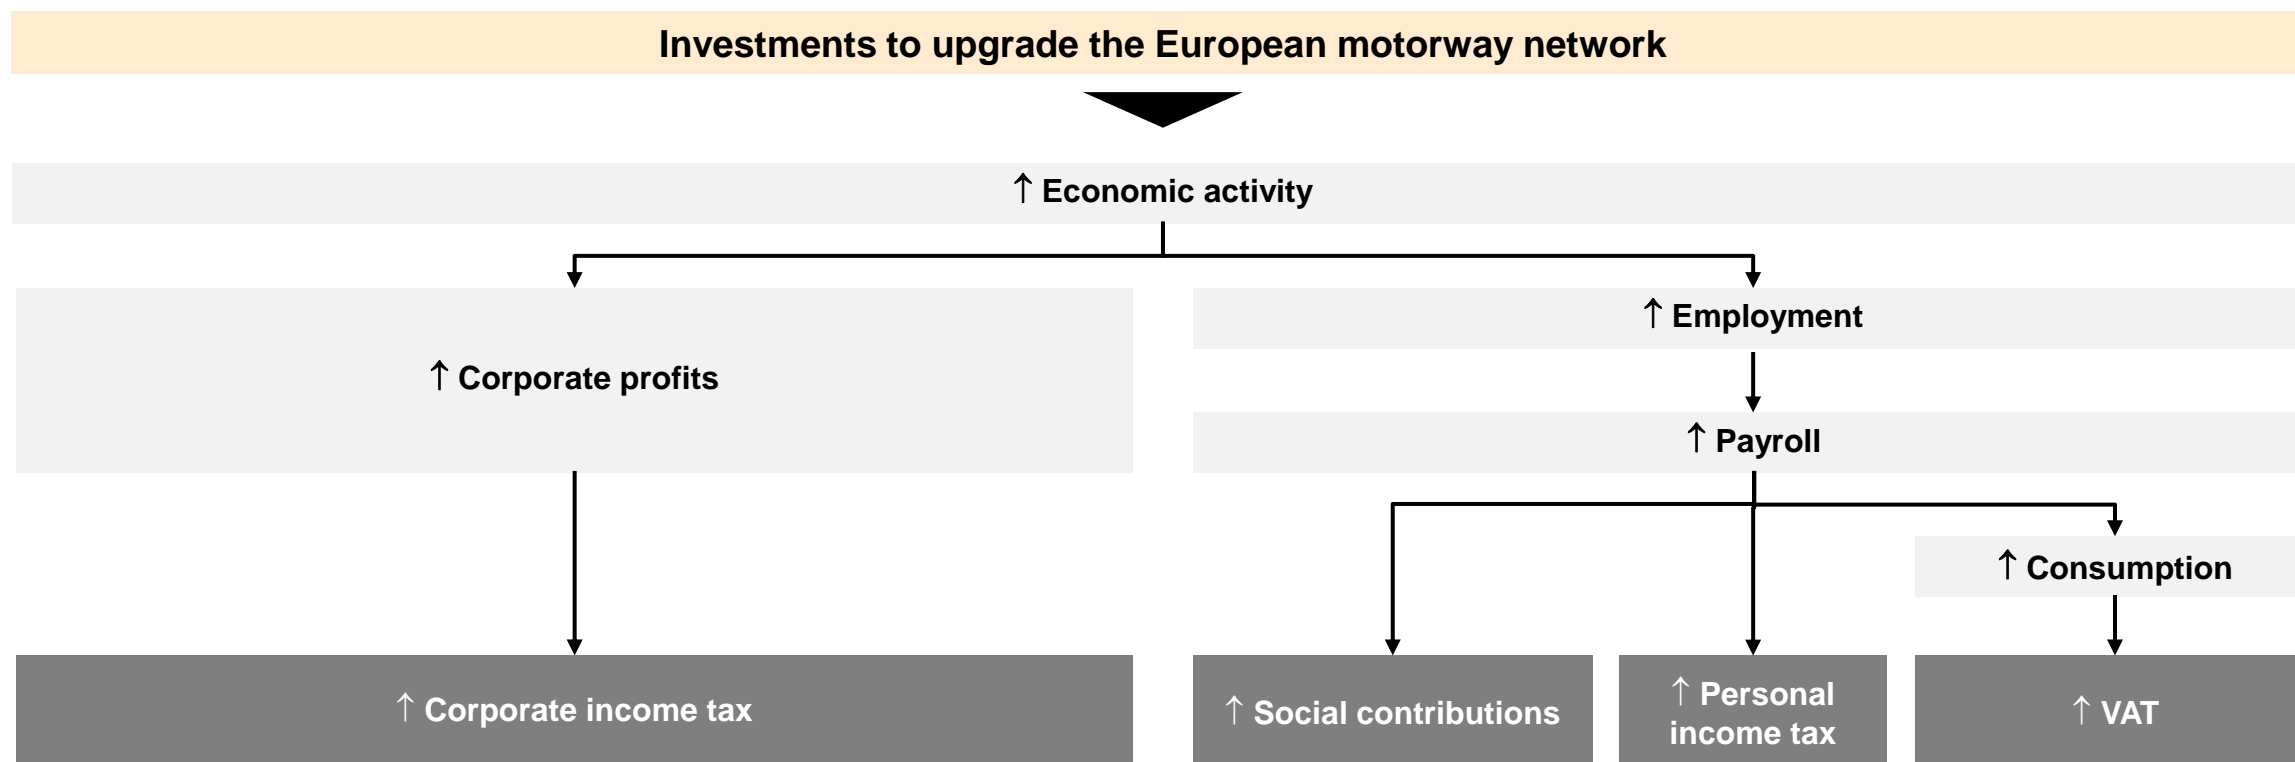 Investments to upgrade the European motorway network
↑ Economic activity
↑ Employment
↑ Corporate profits
↑ Payroll
↑ Consumption
↑ Corporate income tax
↑ Social contributions
↑ Personal
income tax
↑ VAT